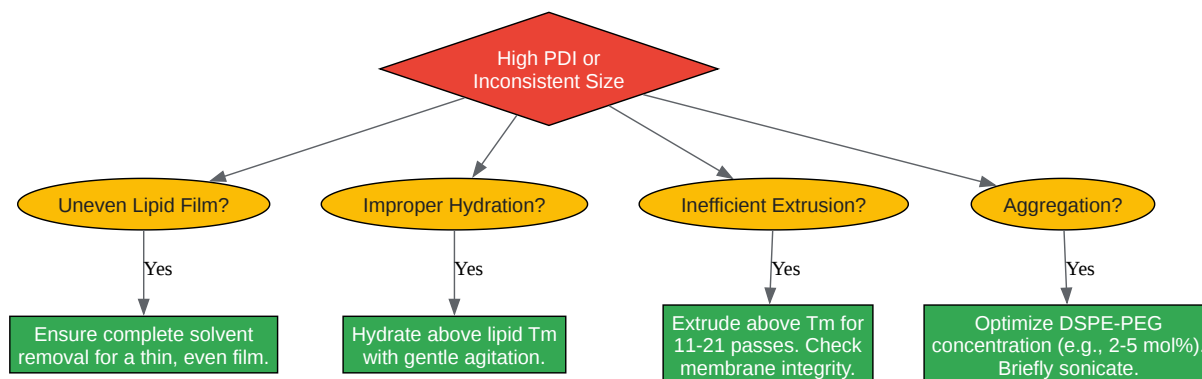 High PDI or
Inconsistent Size
Uneven Lipid Film?
Improper Hydration?
Inefficient Extrusion?
Aggregation?
Yes
Yes
Yes
Yes
Ensure complete solvent
removal for a thin, even film.
Hydrate above lipid Tm
with gentle agitation.
Extrude above Tm for
11-21 passes. Check
membrane integrity.
Optimize DSPE-PEG
concentration (e.g., 2-5 mol%).
Briefly sonicate.